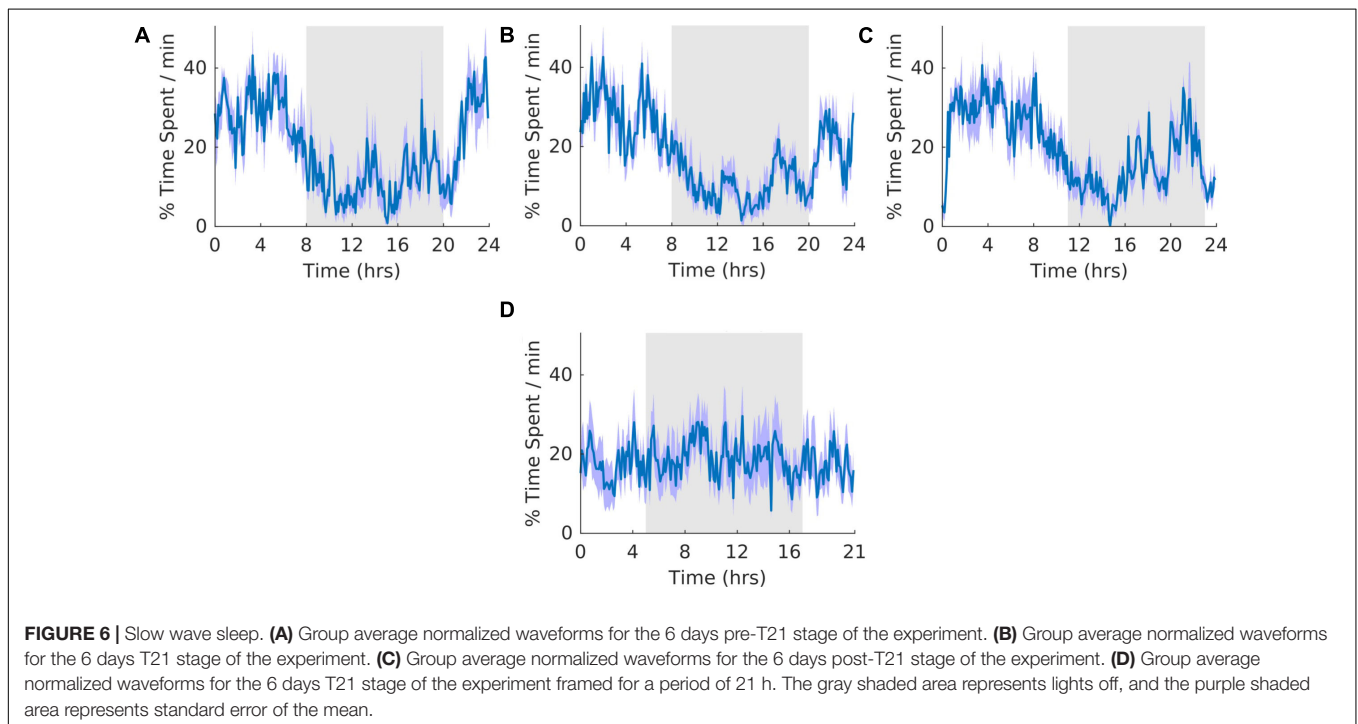 A
B
C
% Time Spent / min
% Time Spent / min
% Time Spent / min
40
20
0
40
20
0
40
20
0
0 4 8 12 16 20 24
0 4 8 12 16 20 24
0 4 8 12 16 20 24
Time (hrs)
Time (hrs)
Time (hrs)
D
% Time Spent / min
40
20
0
0 4 8 12 16 21
Time (hrs)
FIGURE 6 | Slow wave sleep. (A) Group average normalized waveforms for the 6 days pre-T21 stage of the experiment. (B) Group average normalized waveforms
for the 6 days T21 stage of the experiment. (C) Group average normalized waveforms for the 6 days post-T21 stage of the experiment. (D) Group average
normalized waveforms for the 6 days T21 stage of the experiment framed for a period of 21 h. The gray shaded area represents lights off, and the purple shaded
area represents standard error of the mean.